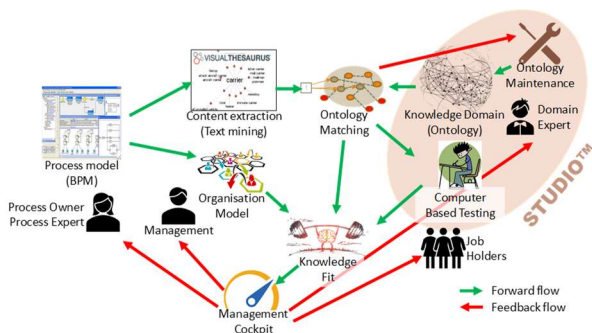 VISUALTHESAURUS
carrier
Content extraction
(Text mining)
Ontology
Matching
Knowledge Domain
(Ontology)
Ontology
Maintenance
Domain
Expert
Process model
(BPM)
Organisation
Model
Computer
Based Testing
STUDIO™
Process Owner
Process Expert
Management
Knowledge
Fit
Job
Holders
Management
Cockpit
Forward flow
Feedback flow